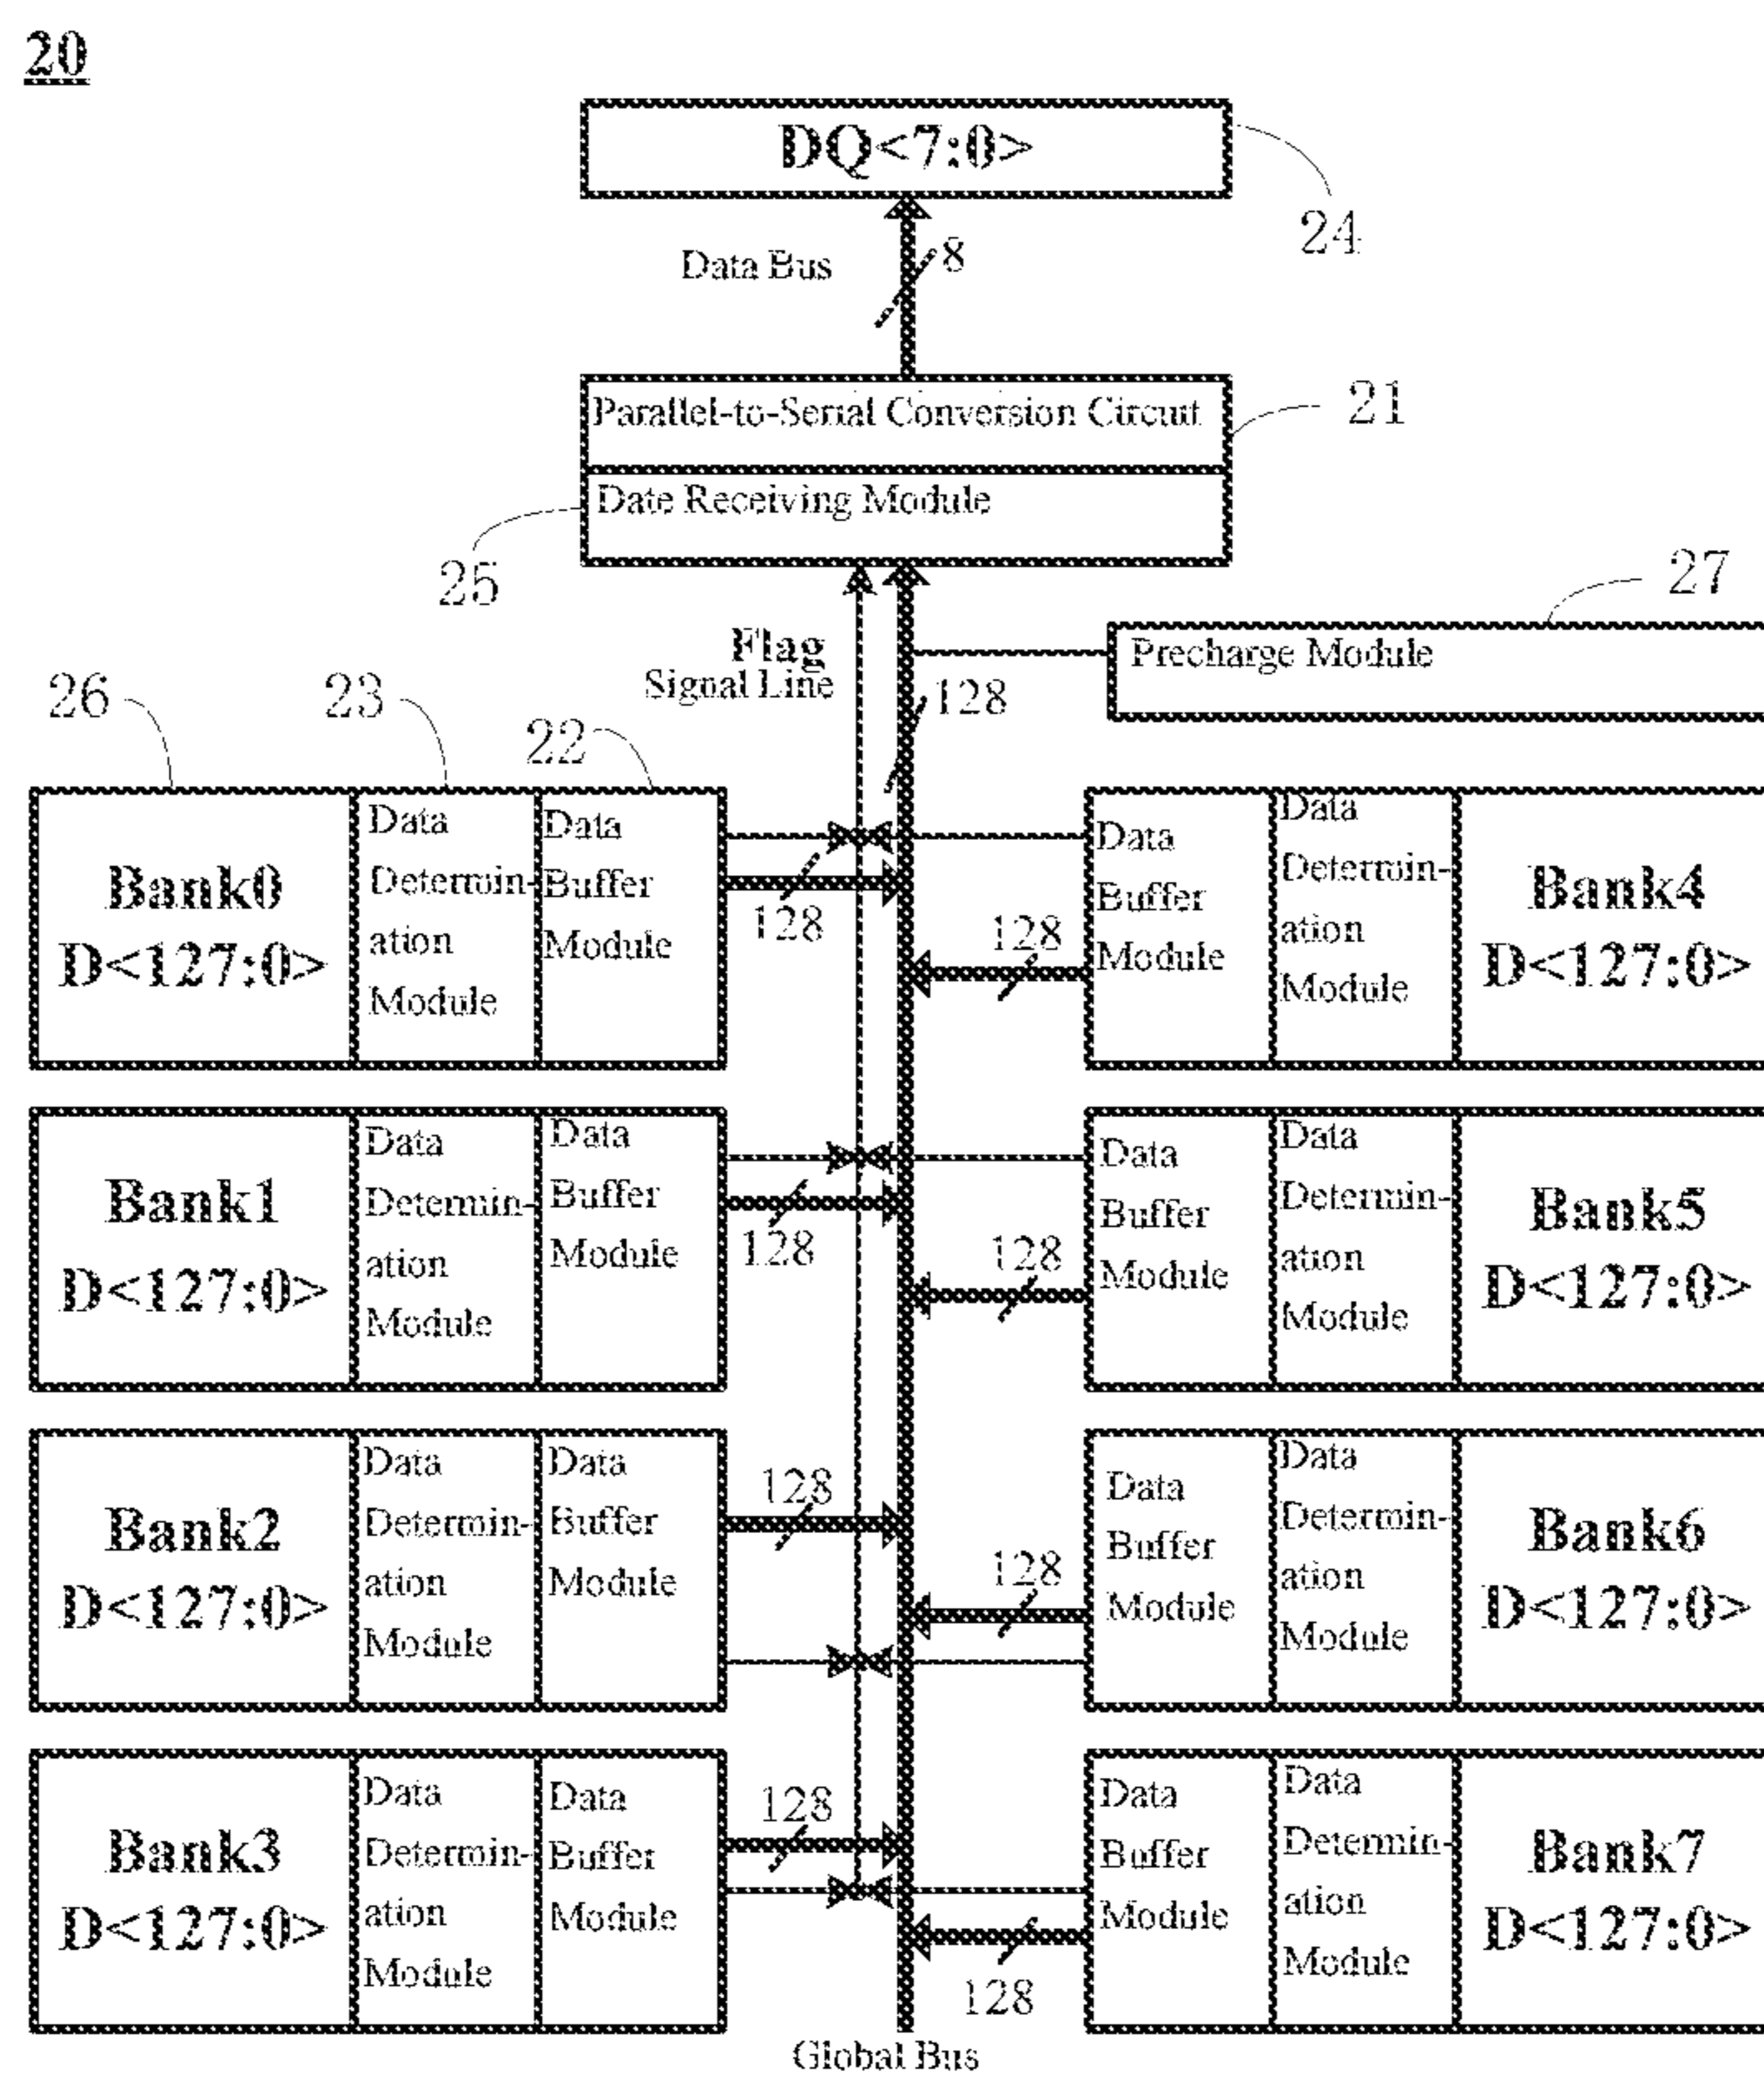 20
DQ<7:0>
24
Data Bus
8
Parallel-to-Serial Conversion Circuit
21
Date Receiving Module
25
27
Flag
Signal Line
Precharge Module
128
26
23
22
Bank0
D<127:0>
Data
Determin-
ation
Module
Data
Buffer
Module
128
128
Data
Buffer
Module
Data
Determin-
ation
Module
Bank4
D<127:0>
Bank1
D<127:0>
Data
Determin-
ation
Module
Data
Buffer
Module
128
128
Data
Buffer
Module
Data
Determin-
ation
Module
Bank5
D<127:0>
Bank2
D<127:0>
Data
Determin-
ation
Module
Data
Buffer
Module
128
128
Data
Buffer
Module
Data
Determin-
ation
Module
Bank6
D<127:0>
Bank3
D<127:0>
Data
Determin-
ation
Module
Data
Buffer
Module
128
128
Data
Buffer
Module
Data
Determin-
ation
Module
Bank7
D<127:0>
Global Bus